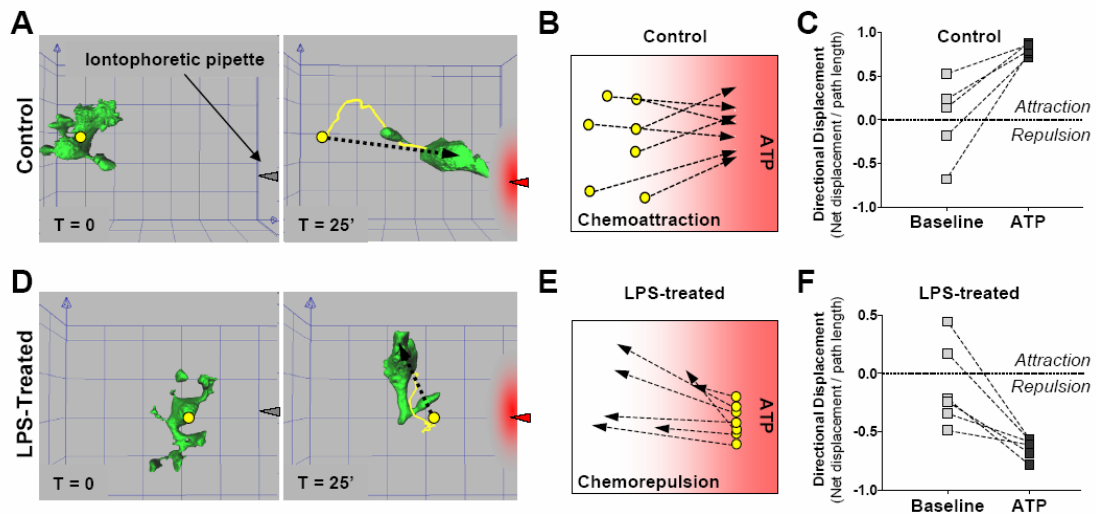 A
Control
Iontophoretic pipette
T = 0
T = 25'
B
Control
ATP
Chemoattraction
C
Control
Directional Displacement
(Net displacement / path length)
1.0
0.5
0.0
-0.5
-1.0
Attraction
Repulsion
Baseline
ATP
D
LPS-Treated
T = 0
T = 25'
E
LPS-treated
ATP
Chemorepulsion
F
LPS-treated
Directional Displacement
(Net displacement / path length)
0.5
0.0
-0.5
-1.0
Attraction
Repulsion
Baseline
ATP